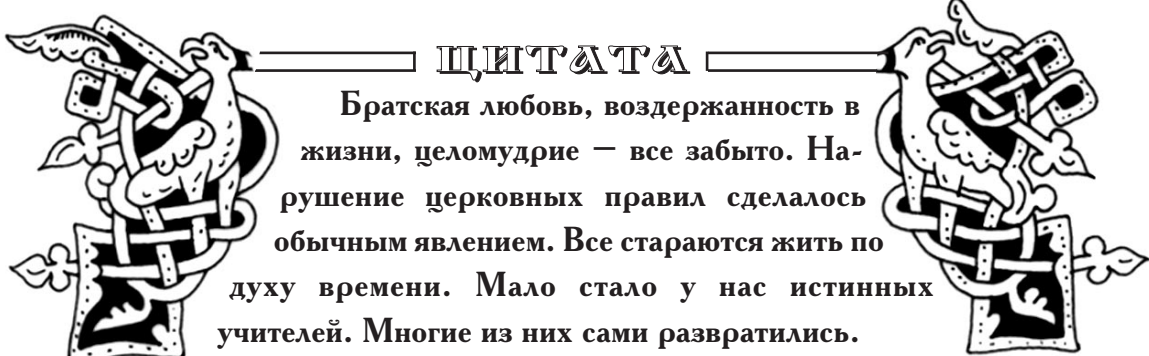 ЦИТАТА
Братская любовь, воздержанность в
жизни, целомудрие — все забыто. На-
рушение церковных правил сделалось
обычным явлением. Все стараются жить по
духу времени. Мало стало у нас истинных
учителей. Многие из них сами развратились.